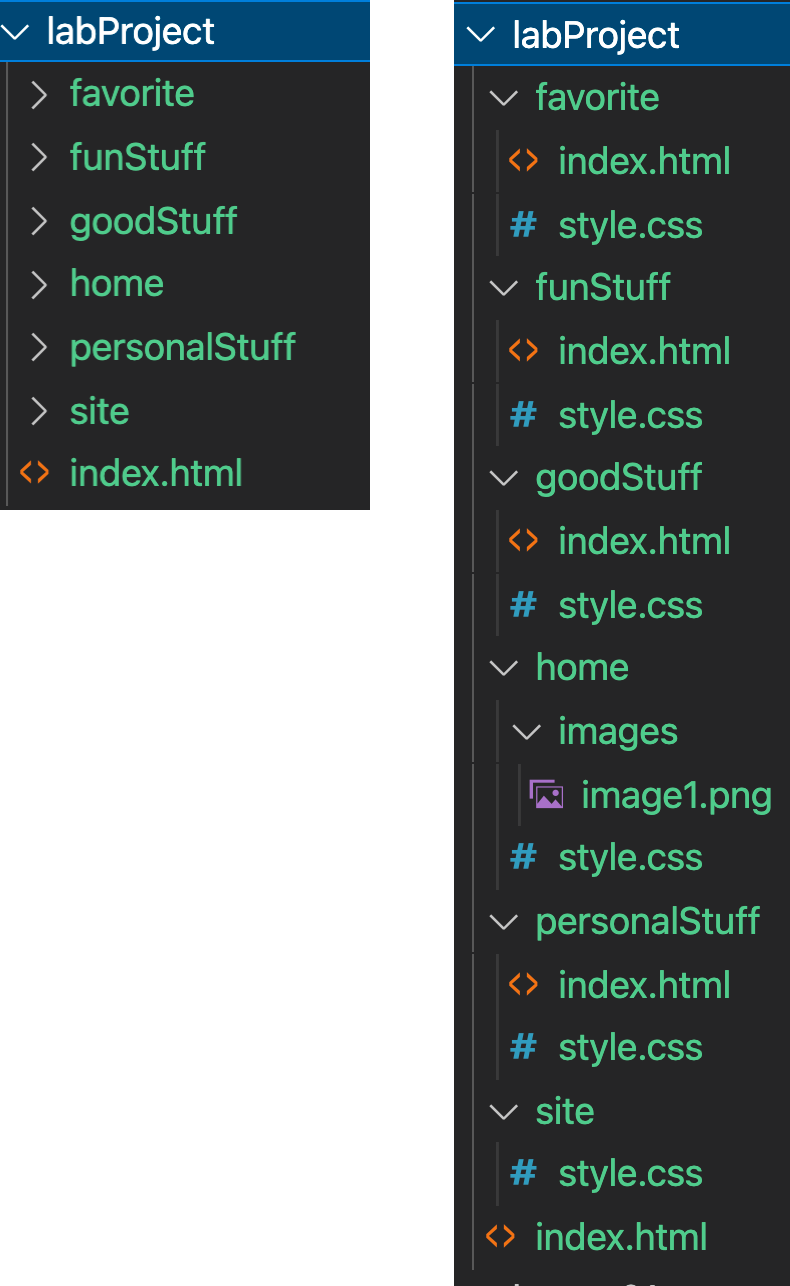 labProject
favorite
funStuff
goodStuff
home
personalStuff
site
index.html
labProject
favorite
index.html
# style.css
funStuff
index.html
# style.css
goodStuff
index.html
# style.css
home
images
image1.png
# style.css
personalStuff
index.html
# style.css
site
# style.css
index.html